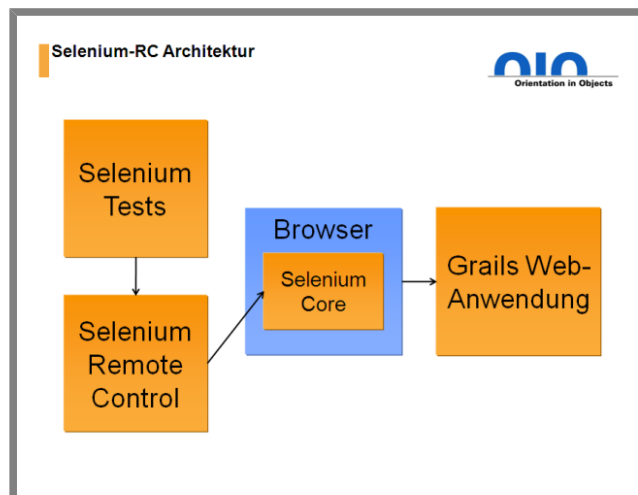 Selenium-RC Architektur
Orientation in Objects
Selenium
Tests
Selenium
Remote
Control
Browser
Selenium
Core
Grails Web-
Anwendung